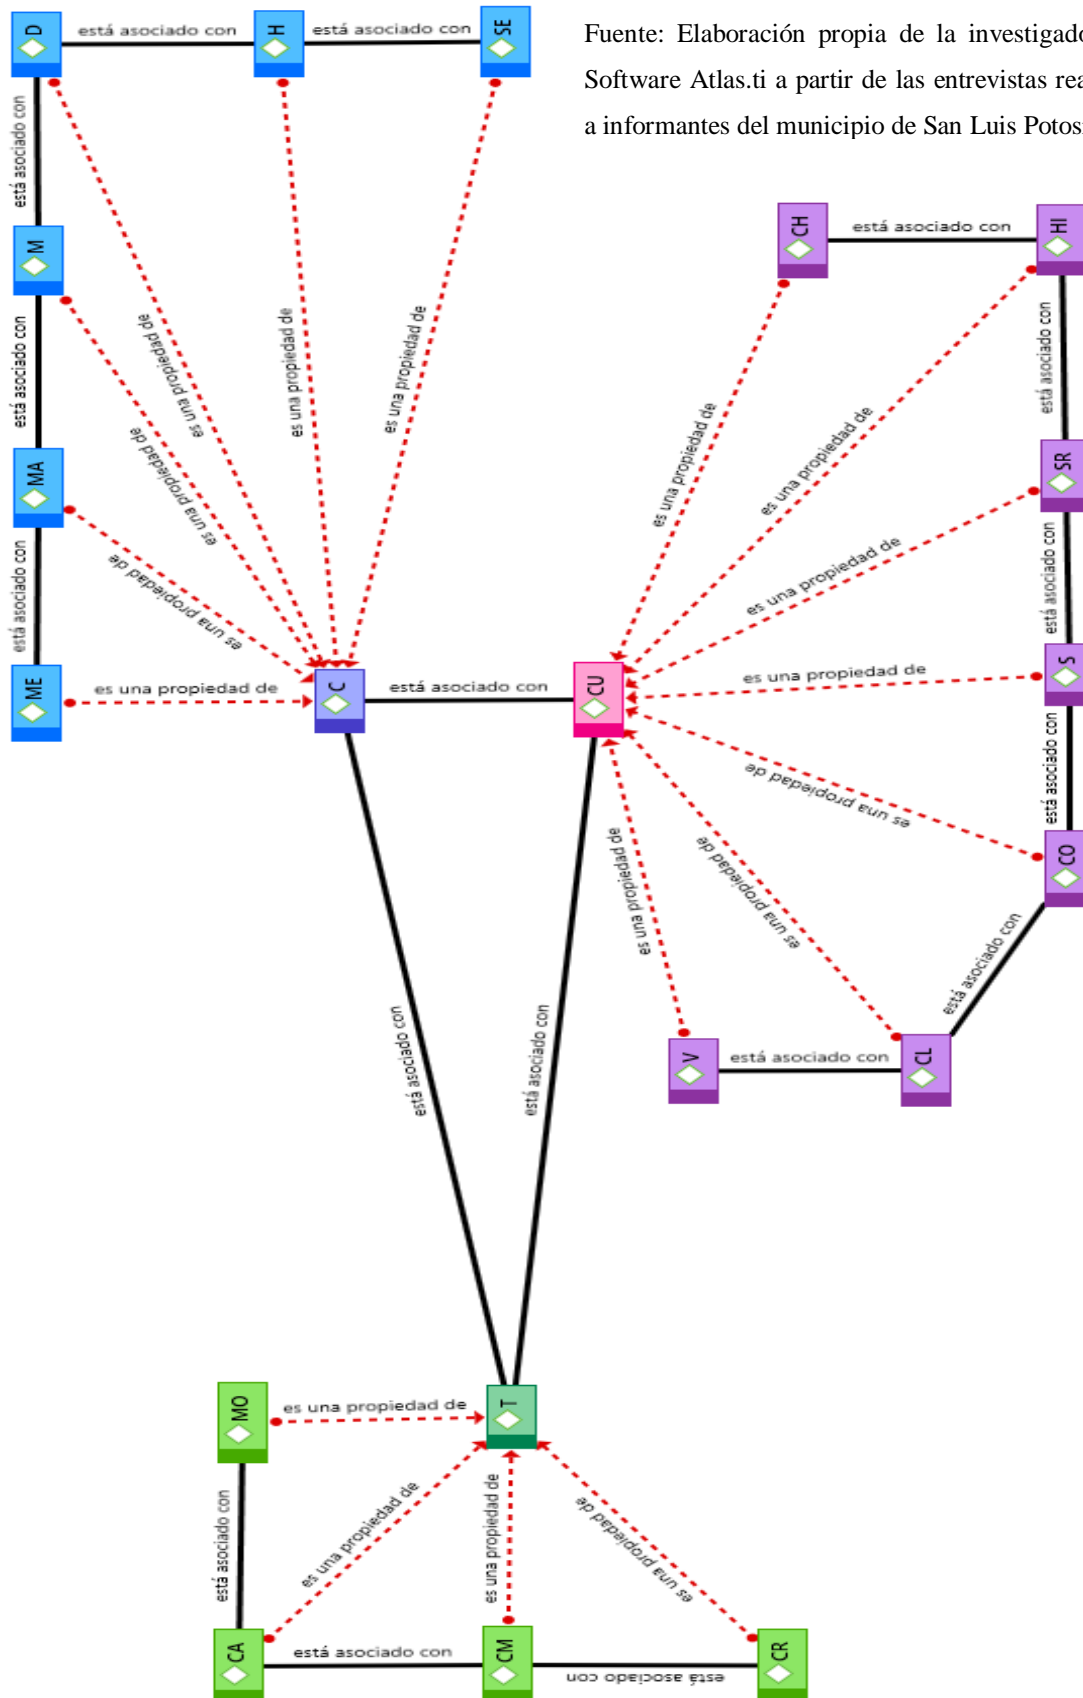 Fuente: Elaboración propia de la
Software Atlas.ti a partir de las entrevistas
a informantes del municipio de San Luis
D
está asociado con
H
está asociado con
SE
está asociado con
M
está asociado con
MA
está asociado con
ME
es una propiedad de
es una propiedad de
es una propiedad de
es una propiedad de
es una propiedad de
es una propiedad de
C
está asociado con
CU
CH
está asociado con
HI
está asociado con
SR
está asociado con
S
está asociado con
CO
está asociado con
CL
está asociado con
V
es una propiedad de
es una propiedad de
es una propiedad de
es una propiedad de
es una propiedad de
es una propiedad de
es una propiedad de
está asociado con
está asociado con
T
MO
es una propiedad de
está asociado con
es una propiedad de
es una propiedad de
es una propiedad de
CA
está asociado con
CM
está asociado con
CR